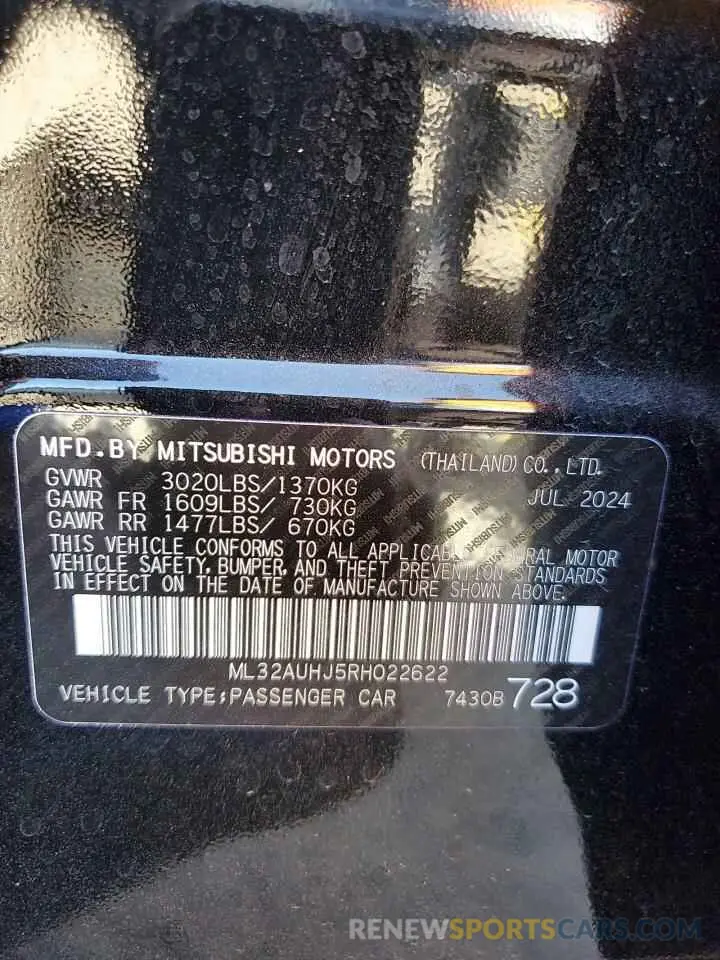 MFD. BY MITSUBISHI MOTORS (THAILAND) CO., LTD.
GVWR 3020LBS/1370KG JUL 2024
GAWR FR 1609LBS/ 730KG
GAWR RR 1477LBS/ 670KG
THIS VEHICLE CONFORMS TO ALL APPLICABLE FEDERAL MOTOR
VEHICLE SAFETY, BUMPER, AND THEFT PREVENTION STANDARDS
IN EFFECT ON THE DATE OF MANUFACTURE SHOWN ABOVE.
ML32AUHJ5RH022622
VEHICLE TYPE:PASSENGER CAR 7430B 728
RENEWSPORTSCARS.COM